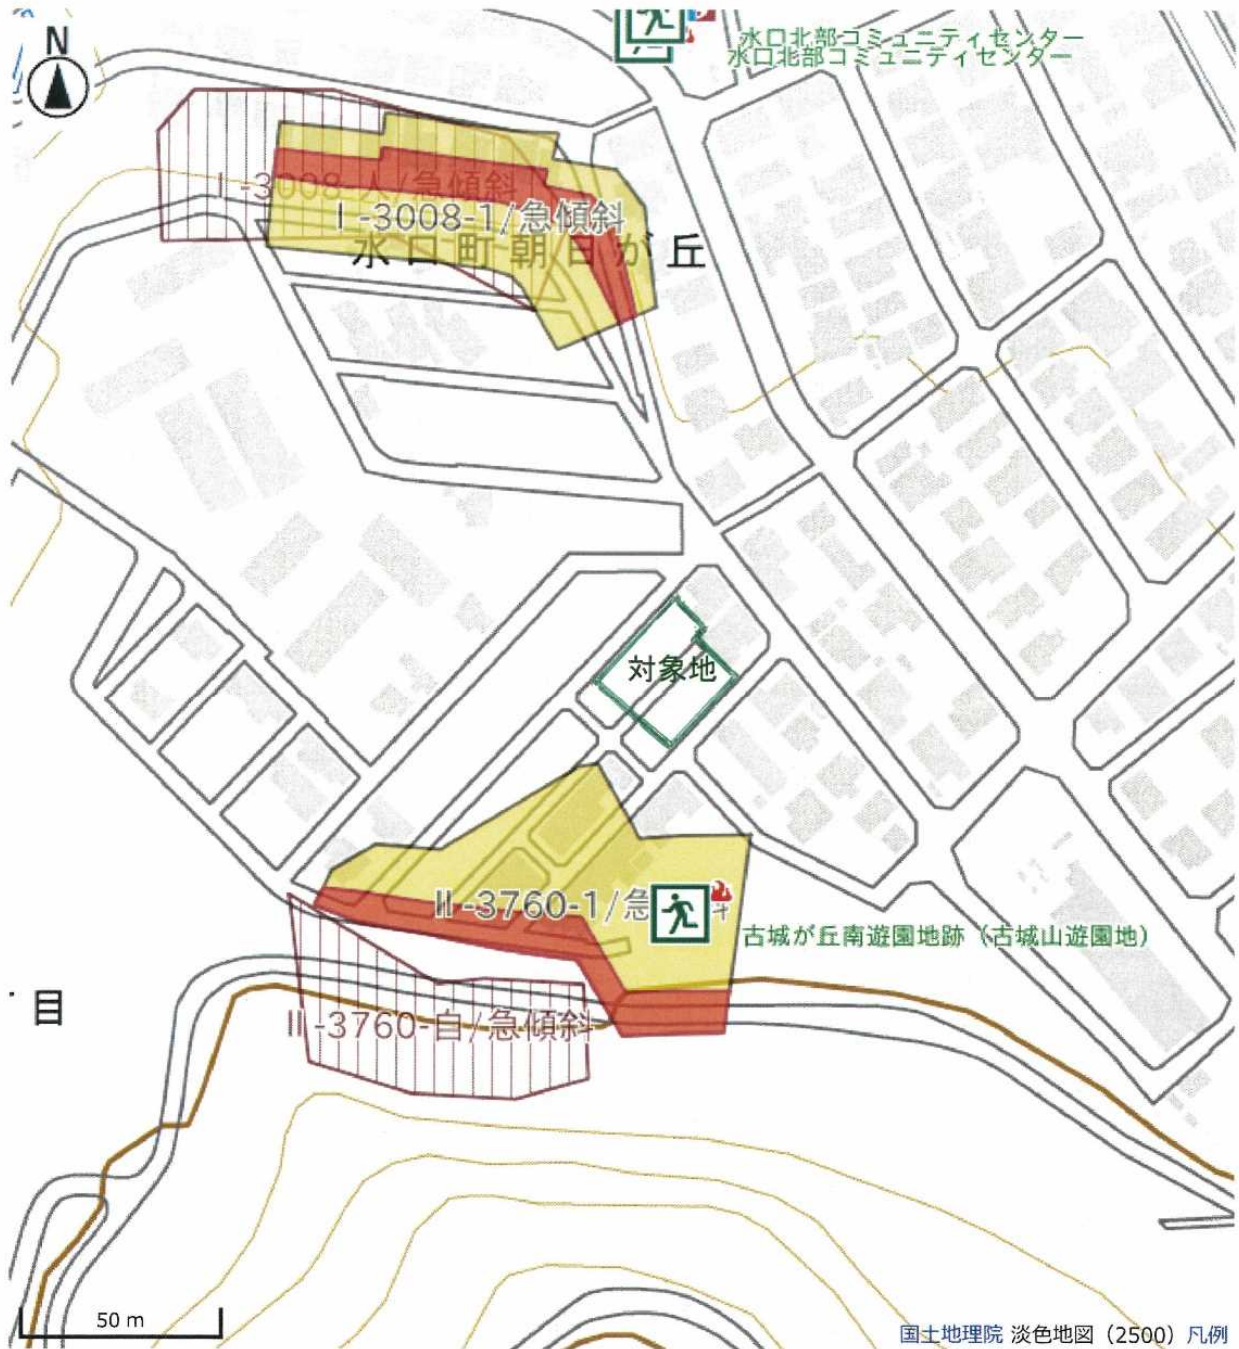 N
水口北部コミュニティセンター
水口北部コミュニティセンター
I-3008-人/急傾斜
I-3008-1/急傾斜
水口町朝日が丘
対象地
II-3760-1/急
古城が丘南遊園地跡（古城山遊園地）
目
II-3760-自/急傾斜
50 m
国土地理院 淡色地図（2500）凡例